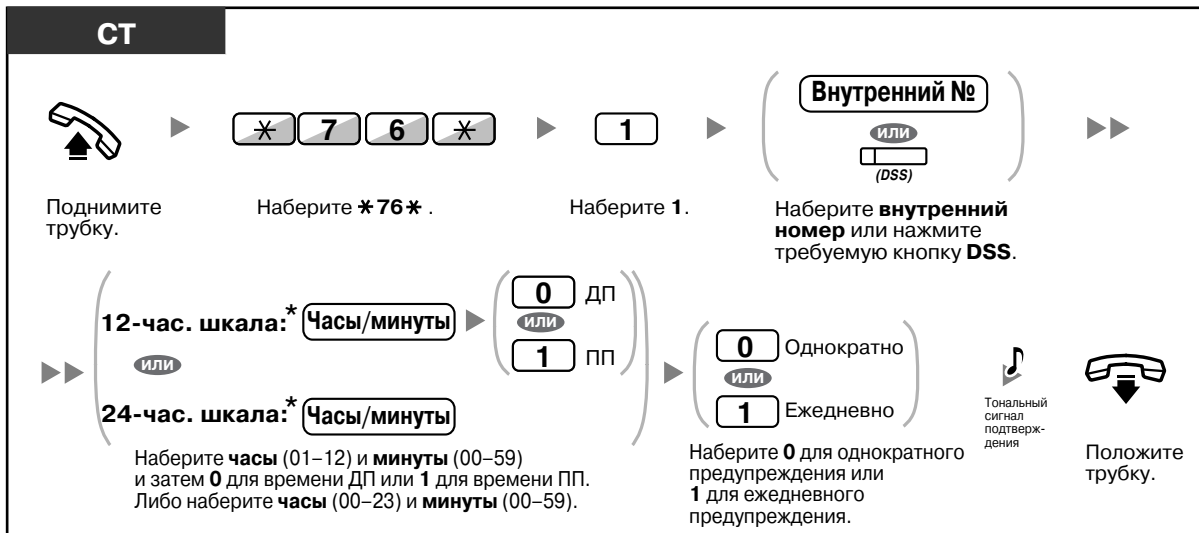 СТ
Внутренний №
или
(DSS)
✳ 7 6 ✳
1
Поднимите
трубку.
Наберите ✳76✳ .
Наберите 1.
Наберите внутренний
номер или нажмите
требуемую кнопку DSS.
12-час. шкала:* Часы/минуты
0 ДП
или
1 ПП
или
24-час. шкала:* Часы/минуты
Наберите часы (01–12) и минуты (00–59)
и затем 0 для времени ДП или 1 для времени ПП.
Либо наберите часы (00–23) и минуты (00–59).
0 Однократно
или
1 Ежедневно
Наберите 0 для однократного
предупреждения или
1 для ежедневного
предупреждения.
Тональный
сигнал
подтверж-
дения
Положите
трубку.